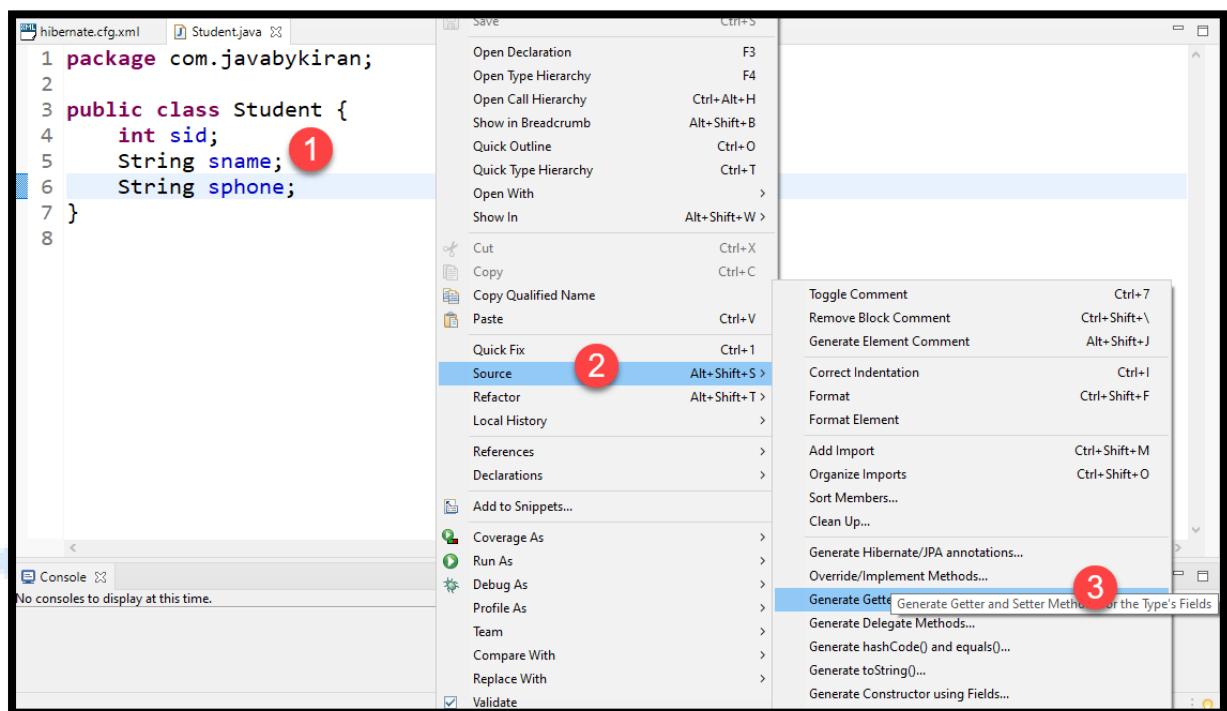 hibernate.cfg.xml
Student.java
1 package com.javabykiran;
2
3 public class Student {
4 int sid;
5 String sname;
6 String sphone;
7 }
8
1
Save Ctrl+S
Open Declaration F3
Open Type Hierarchy F4
Open Call Hierarchy Ctrl+Alt+H
Show in Breadcrumb Alt+Shift+B
Quick Outline Ctrl+O
Quick Type Hierarchy Ctrl+T
Open With >
Show In Alt+Shift+W >
Cut Ctrl+X
Copy Ctrl+C
Copy Qualified Name
Paste Ctrl+V
Quick Fix Ctrl+1
2
Source Alt+Shift+S >
Refactor Alt+Shift+T >
Local History >
References >
Declarations >
Add to Snippets...
Coverage As >
Run As >
Debug As >
Profile As >
Team >
Compare With >
Replace With >
Validate
Toggle Comment Ctrl+7
Remove Block Comment Ctrl+Shift+\
Generate Element Comment Alt+Shift+J
Correct Indentation Ctrl+I
Format Ctrl+Shift+F
Format Element
Add Import Ctrl+Shift+M
Organize Imports Ctrl+Shift+O
Sort Members...
Clean Up...
Generate Hibernate/JPA annotations...
Override/Implement Methods...
3
Generate Gette
Generate Getter and Setter Meth or the Type's Fields
Generate Delegate Methods...
Generate hashCode() and equals()...
Generate toString()...
Generate Constructor using Fields...
Console
No consoles to display at this time.